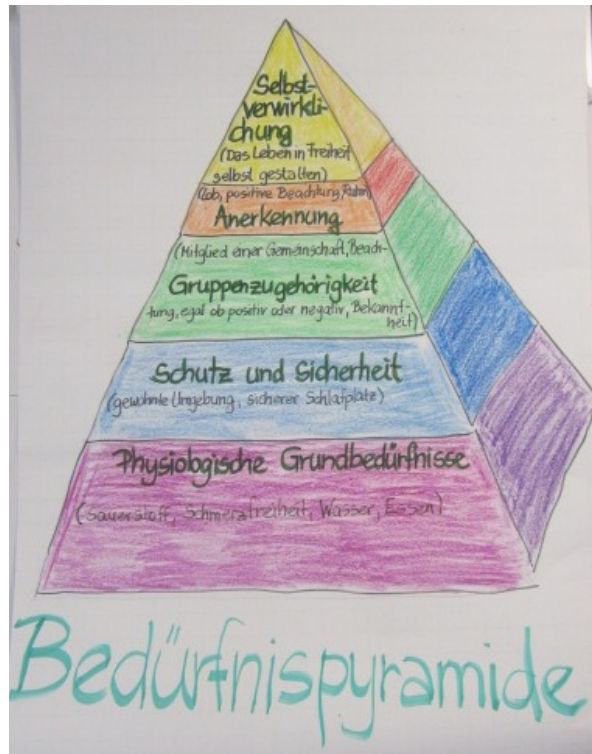 Selbst-
verwirkli-
chung
(Das Leben in Freiheit
selbst gestalten)
(Lob, positive Beachtung, Ruhm)
Anerkennung
(Mitglied einer Gemeinschaft, Beach-
Gruppenzugehörigkeit
tung, egal ob positiv oder negativ, Bekannt-
heit)
Schutz und Sicherheit
(gewohnte Umgebung, sicherer Schlafplatz)
Physiologische Grundbedürfnisse
(Sauerstoff, Schmerzfreiheit, Wasser, Essen)
Bedürfnispyramide